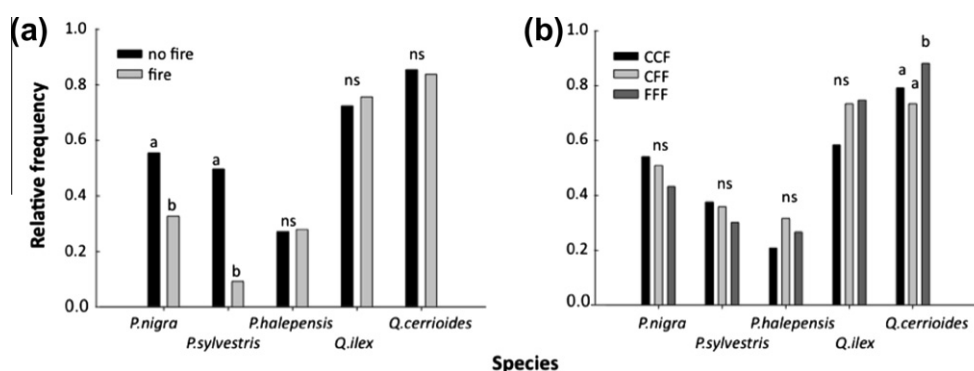 (a)
1.0
0.8
0.6
0.4
0.2
0.0
Relative frequency
no fire
fire
a
b
a
b
ns
ns
ns
P.nigra
P.sylvestris
P.halepensis
Q.ilex
Q.cerrioides
(b)
1.0
0.8
0.6
0.4
0.2
0.0
CCF
CFF
FFF
ns
ns
ns
ns
a
a
b
P.nigra
P.sylvestris
P.halepensis
Q.ilex
Q.cerrioides
Species